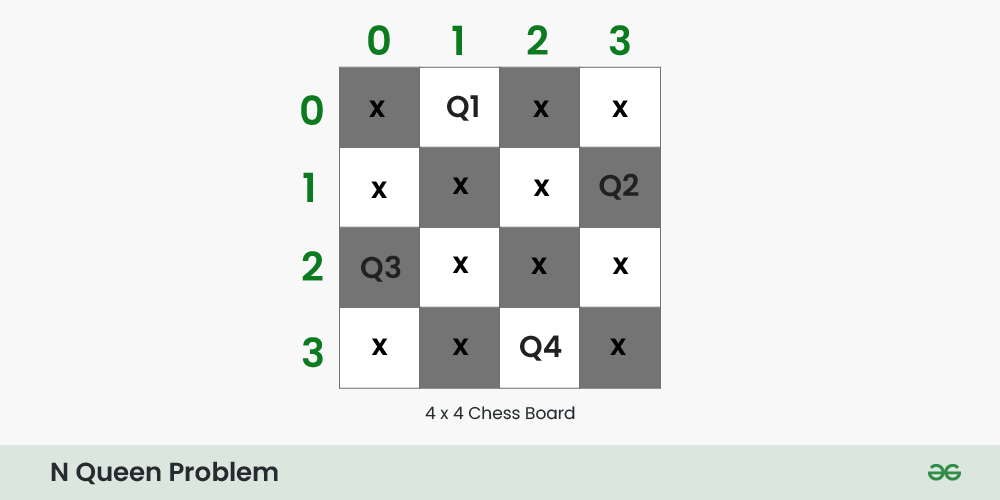 0 1 2 3
0 x Q1 x x
1 x x x Q2
2 Q3 x x x
3 x x Q4 x
4 x 4 Chess Board
N Queen Problem